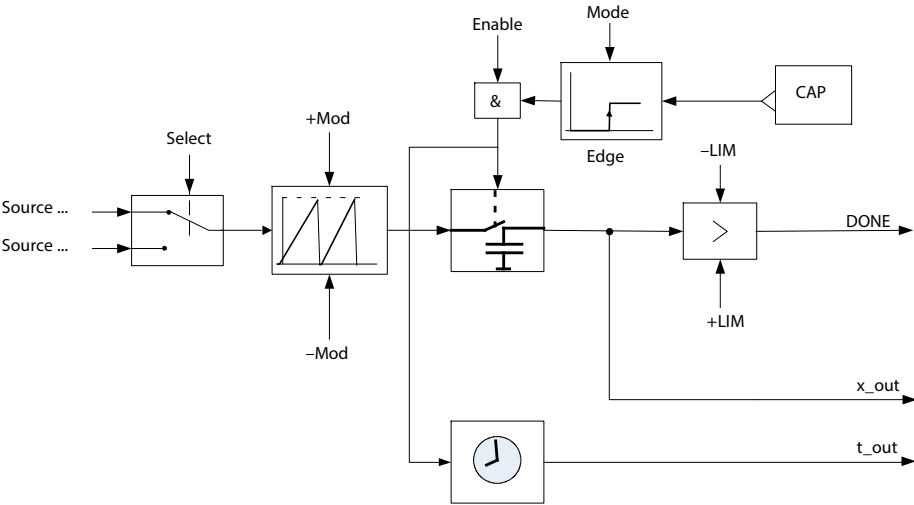 Mode
Enable
&
CAP
Edge
+Mod
Select
–LIM
Source ...
Source ...
>
DONE
+LIM
–Mod
x_out
t_out